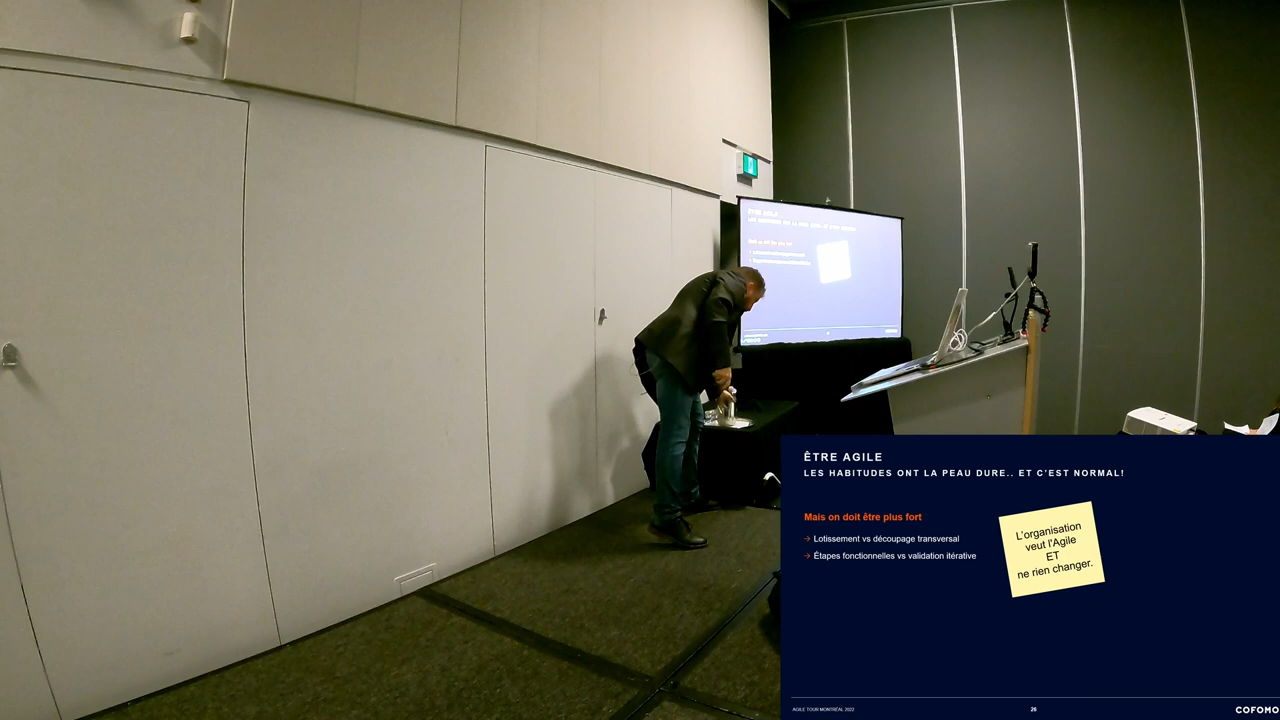 ÊTRE AGILE
LES HABITUDES ONT LA PEAU DURE.. ET C'EST NORMAL!
Mais on doit être plus fort
→ Lotissement vs découpage transversal
→ Étapes fonctionnelles vs validation itérative
L'organisation
veut l'Agile
ET
ne rien changer.
AGILE TOUR MONTRÉAL 2022
26
COFOMO